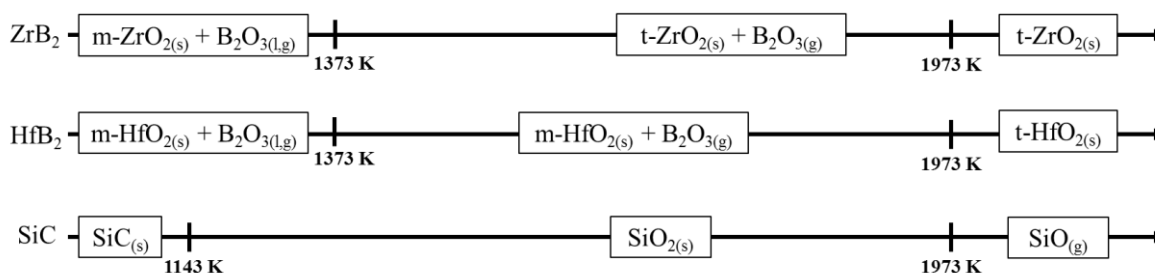 ZrB₂ m-ZrO₂₍ₛ₎ + B₂O₃₍ₗ,g₎ t-ZrO₂₍ₛ₎ + B₂O₃(g) t-ZrO₂₍ₛ₎
1373 K 1973 K
HfB₂ m-HfO₂₍ₛ₎ + B₂O₃₍ₗ,g₎ m-HfO₂₍ₛ₎ + B₂O₃(g) t-HfO₂₍ₛ₎
1373 K 1973 K
SiC SiC₍ₛ₎ SiO₂₍ₛ₎ SiO(g)
1143 K 1973 K